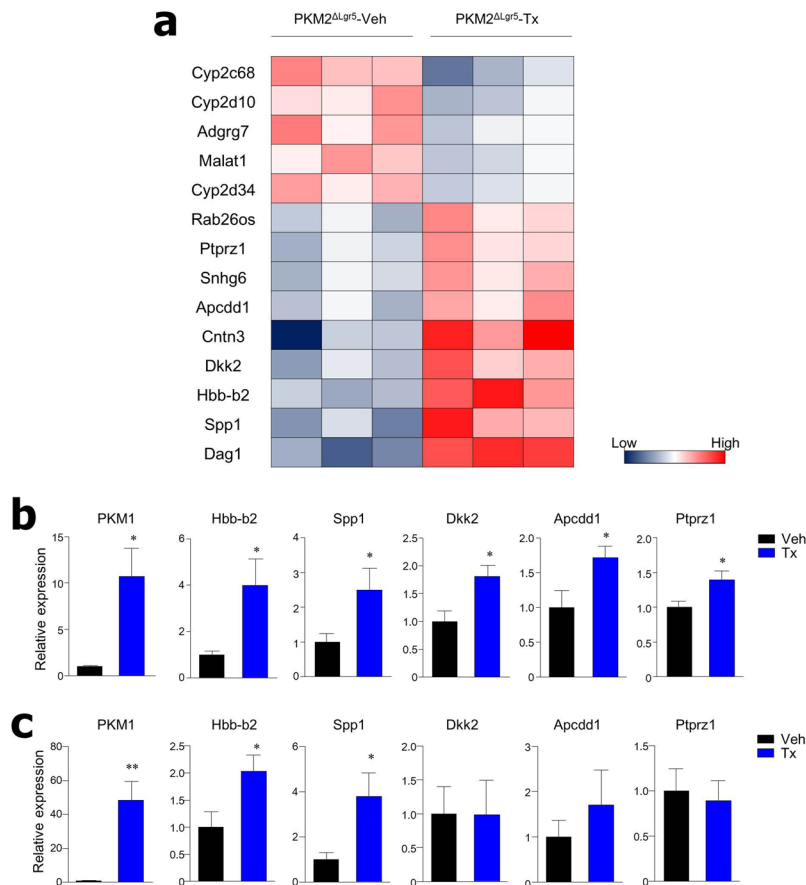 a
PKM2ΔLgr5-Veh PKM2ΔLgr5-Tx
Cyp2c68
Cyp2d10
Adgrg7
Malat1
Cyp2d34
Rab26os
Ptprz1
Snhg6
Apcdd1
Cntn3
Dkk2
Hbb-b2
Spp1
Dag1
Low High
b
PKM1 Hbb-b2 Spp1 Dkk2 Apcdd1 Ptprz1
Relative expression
15
10
5
0
*
6
4
2
0
*
4
3
2
1
0
*
2.5
2.0
1.5
1.0
0.5
0
*
2.0
1.5
1.0
0.5
0
*
2.0
1.5
1.0
0.5
0
*
Veh
Tx
c
PKM1 Hbb-b2 Spp1 Dkk2 Apcdd1 Ptprz1
Relative expression
80
60
40
20
0
**
2.5
2.0
1.5
1.0
0.5
0
*
6
4
2
0
*
2.0
1.5
1.0
0.5
0
3
2
1
0
1.5
1.0
0.5
0
Veh
Tx